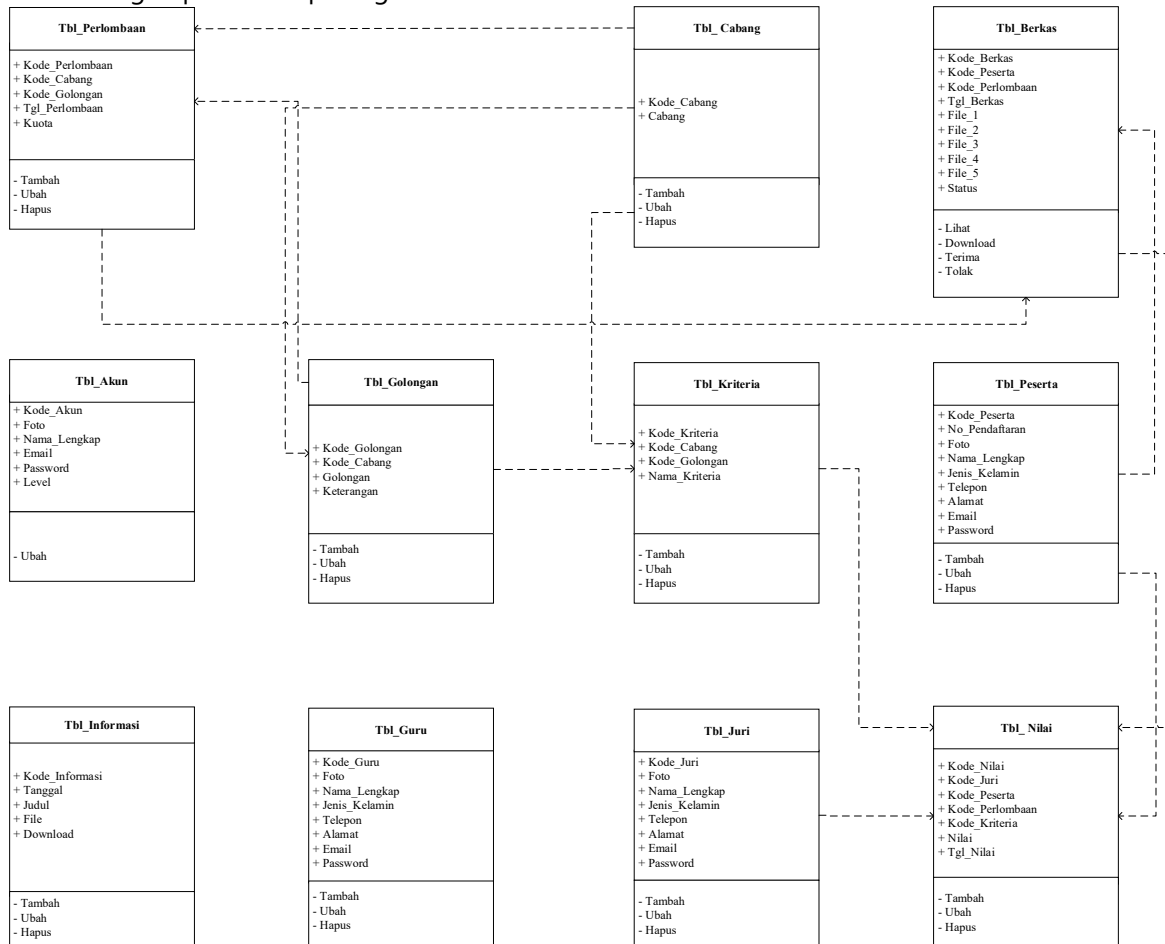 Tbl_Perlombaan
+ Kode_Perlombaan
+ Kode_Cabang
+ Kode_Golongan
+ Tgl_Perlombaan
+ Kuota
- Tambah
- Ubah
- Hapus
Tbl_ Cabang
+ Kode_Cabang
+ Cabang
- Tambah
- Ubah
- Hapus
Tbl_Berkas
+ Kode_Berkas
+ Kode_Peserta
+ Kode_Perlombaan
+ Tgl_Berkas
+ File_1
+ File_2
+ File_3
+ File_4
+ File_5
+ Status
- Lihat
- Download
- Terima
- Tolak
Tbl_Akun
+ Kode_Akun
+ Foto
+ Nama_Lengkap
+ Email
+ Password
+ Level
- Ubah
Tbl_Golongan
+ Kode_Golongan
+ Kode_Cabang
+ Golongan
+ Keterangan
- Tambah
- Ubah
- Hapus
Tbl_Kriteria
+ Kode_Kriteria
+ Kode_Cabang
+ Kode_Golongan
+ Nama_Kriteria
- Tambah
- Ubah
- Hapus
Tbl_Peserta
+ Kode_Peserta
+ No_Pendaftaran
+ Foto
+ Nama_Lengkap
+ Jenis_Kelamin
+ Telepon
+ Alamat
+ Email
+ Password
- Tambah
- Ubah
- Hapus
Tbl_Informasi
+ Kode_Informasi
+ Tanggal
+ Judul
+ File
+ Download
- Tambah
- Ubah
- Hapus
Tbl_Guru
+ Kode_Guru
+ Foto
+ Nama_Lengkap
+ Jenis_Kelamin
+ Telepon
+ Alamat
+ Email
+ Password
- Tambah
- Ubah
- Hapus
Tbl_Juri
+ Kode_Juri
+ Foto
+ Nama_Lengkap
+ Jenis_Kelamin
+ Telepon
+ Alamat
+ Email
+ Password
- Tambah
- Ubah
- Hapus
Tbl_ Nilai
+ Kode_Nilai
+ Kode_Juri
+ Kode_Peserta
+ Kode_Perlombaan
+ Kode_Kriteria
+ Nilai
+ Tgl_Nilai
- Tambah
- Ubah
- Hapus